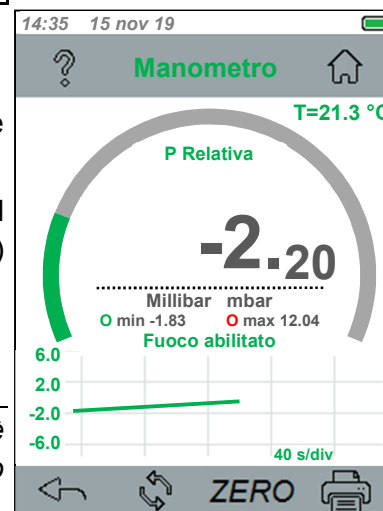 14:35 15 nov 19
Manometro
T=21.3 °C
P Relativa
-2.20
Millibar mbar
O min -1.83 O max 12.04
Fuoco abilitato
6.0
2.0
-2.0
-6.0
40 s/div
ZERO